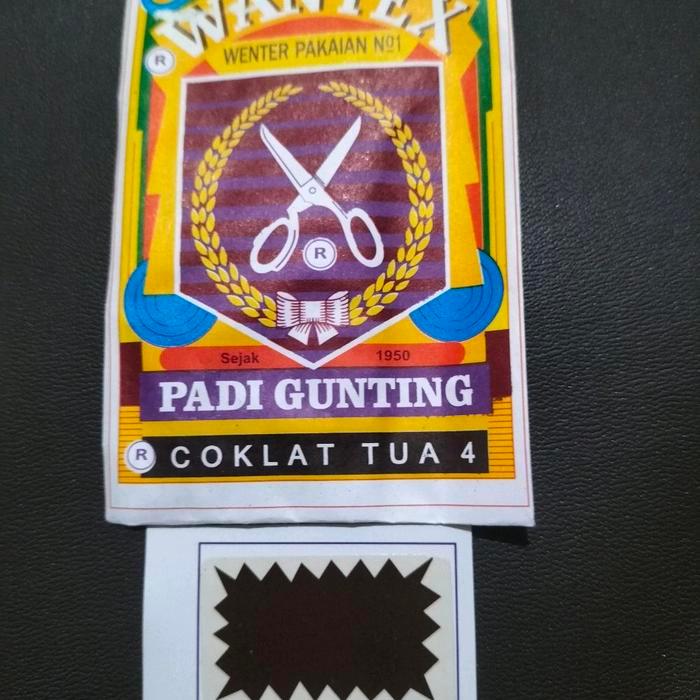 WANTEX
® WENTER PAKAIAN №1
®
Sejak 1950
PADI GUNTING
® COKLAT TUA 4